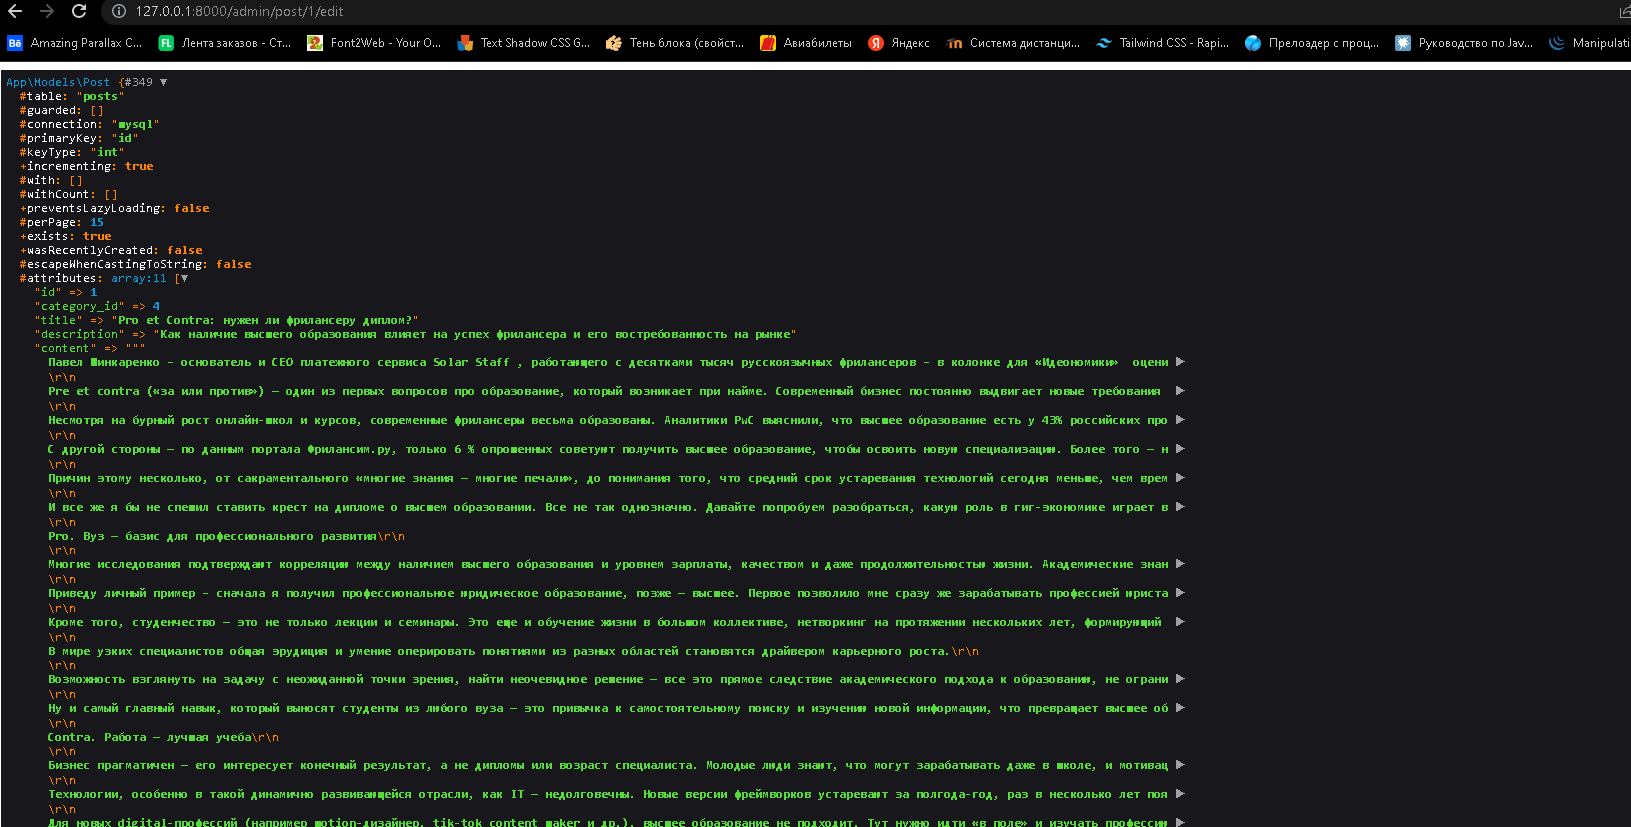 127.0.0.1:8000/admin/post/1/edit
Bē Amazing Parallax C... FL Лента заказов - Ст... Font2Web - Your O... Text Shadow CSS G... Тень блока (свойст... Авиабилеты Я Яндекс Система дистанци... Tailwind CSS - Rapi... Прелоадер с проц... Руководство по Jav... Manipulati
App\Models\Post {#349 ▼
#table: "posts"
#guarded: []
#connection: "mysql"
#primaryKey: "id"
#keyType: "int"
+incrementing: true
#with: []
#withCount: []
+preventsLazyLoading: false
#perPage: 15
+exists: true
+wasRecentlyCreated: false
#escapeWhenCastingToString: false
#attributes: array:11 [▼
"id" => 1
"category_id" => 4
"title" => "Pro et Contra: нужен ли фрилансеру диплом?"
"description" => "Как наличие высшего образования влияет на успех фрилансера и его востребованность на рынке"
"content" => """
Павел Шинкаренко – основатель и CEO платежного сервиса Solar Staff , работающего с десятками тысяч русскоязычных фрилансеров – в колонке для «Идеономики»  оцени ▶
\r\n
Pre et contra («за или против») — один из первых вопросов про образование, который возникает при найме. Современный бизнес постоянно выдвигает новые требования ▶
\r\n
Несмотря на бурный рост онлайн-школ и курсов, современные фрилансеры весьма образованы. Аналитики PwC выяснили, что высшее образование есть у 43% российских про ▶
\r\n
С другой стороны — по данным портала Фрилансим.ру, только 6 % опрошенных советуют получить высшее образование, чтобы освоить новую специализацию. Более того — н ▶
\r\n
Причин этому несколько, от сакраментального «многие знания — многие печали», до понимания того, что средний срок устаревания технологий сегодня меньше, чем врем ▶
\r\n
И все же я бы не спешил ставить крест на дипломе о высшем образовании. Все не так однозначно. Давайте попробуем разобраться, какую роль в гиг-экономике играет в ▶
\r\n
Pro. Вуз — базис для профессионального развития\r\n
\r\n
Многие исследования подтверждают корреляцию между наличием высшего образования и уровнем зарплаты, качеством и даже продолжительностью жизни. Академические знан ▶
\r\n
Приведу личный пример – сначала я получил профессиональное юридическое образование, позже — высшее. Первое позволило мне сразу же зарабатывать профессией юриста ▶
\r\n
Кроме того, студенчество — это не только лекции и семинары. Это еще и обучение жизни в большом коллективе, нетворкинг на протяжении нескольких лет, формирующий ▶
\r\n
В мире узких специалистов общая эрудиция и умение оперировать понятиями из разных областей становятся драйвером карьерного роста.\r\n
\r\n
Возможность взглянуть на задачу с неожиданной точки зрения, найти неочевидное решение — все это прямое следствие академического подхода к образованию, не ограни ▶
\r\n
Ну и самый главный навык, который выносят студенты из любого вуза — это привычка к самостоятельному поиску и изучению новой информации, что превращает высшее об ▶
\r\n
Contra. Работа — лучшая учеба\r\n
\r\n
Бизнес прагматичен — его интересует конечный результат, а не дипломы или возраст специалиста. Молодые люди знают, что могут зарабатывать даже в школе, и мотивац ▶
\r\n
Технологии, особенно в такой динамично развивающейся отрасли, как IT — недолговечны. Новые версии фреймворков устаревают за полгода-год, раз в несколько лет поя ▶
\r\n
Для новых digital-профессий (например motion-дизайнер, tik-tok content maker и др.), высшее образование не подходит. Тут нужно идти «в поле» и изучать профессию ▶